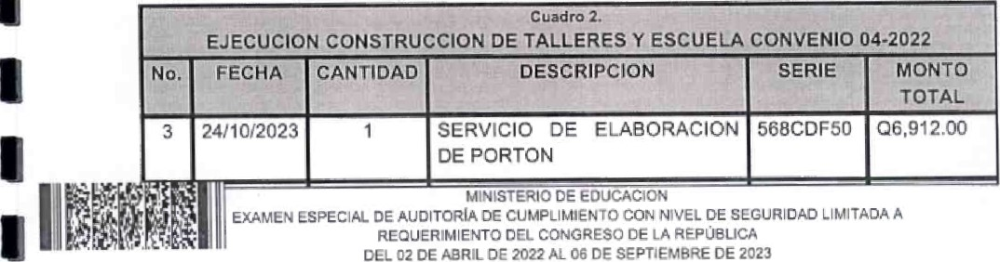 Cuadro 2.
EJECUCION CONSTRUCCION DE TALLERES Y ESCUELA CONVENIO 04-2022
No. FECHA CANTIDAD DESCRIPCION SERIE MONTO TOTAL
3 24/10/2023 1 SERVICIO DE ELABORACION DE PORTON 568CDF50 Q6,912.00
MINISTERIO DE EDUCACION
EXAMEN ESPECIAL DE AUDITORÍA DE CUMPLIMIENTO CON NIVEL DE SEGURIDAD LIMITADA A
REQUERIMIENTO DEL CONGRESO DE LA REPÚBLICA
DEL 02 DE ABRIL DE 2022 AL 06 DE SEPTIEMBRE DE 2023